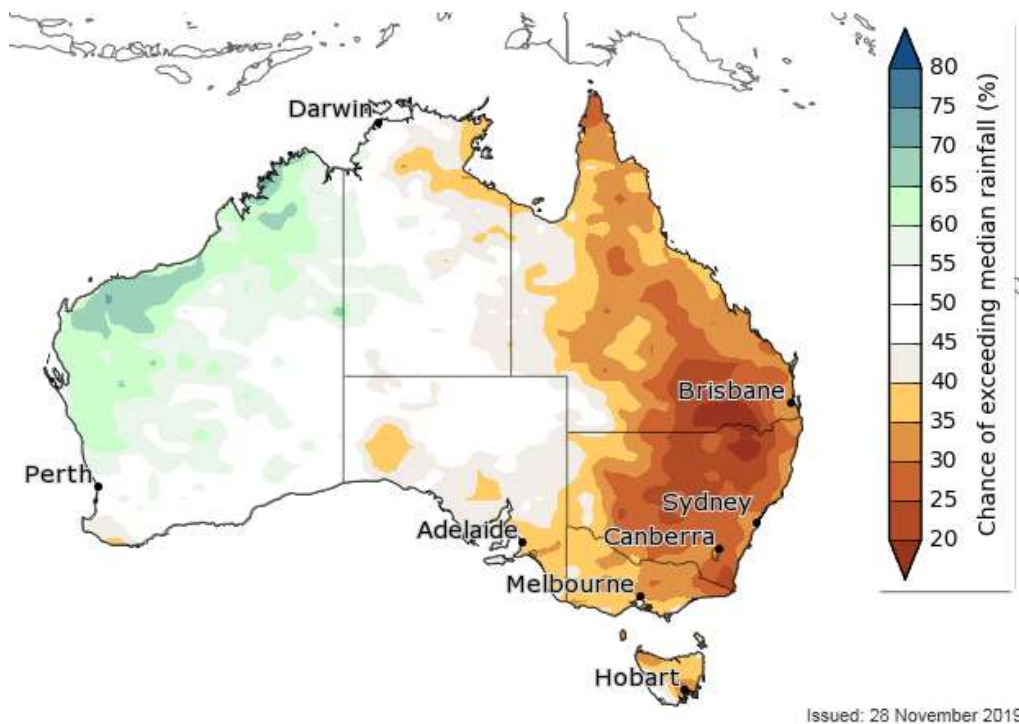 Darwin
Brisbane
Perth
Sydney
Adelaide
Canberra
Melbourne
Hobart
80
75
70
65
60
55
50
45
40
35
30
25
20
Chance of exceeding median rainfall (%)
Issued: 28 November 2019